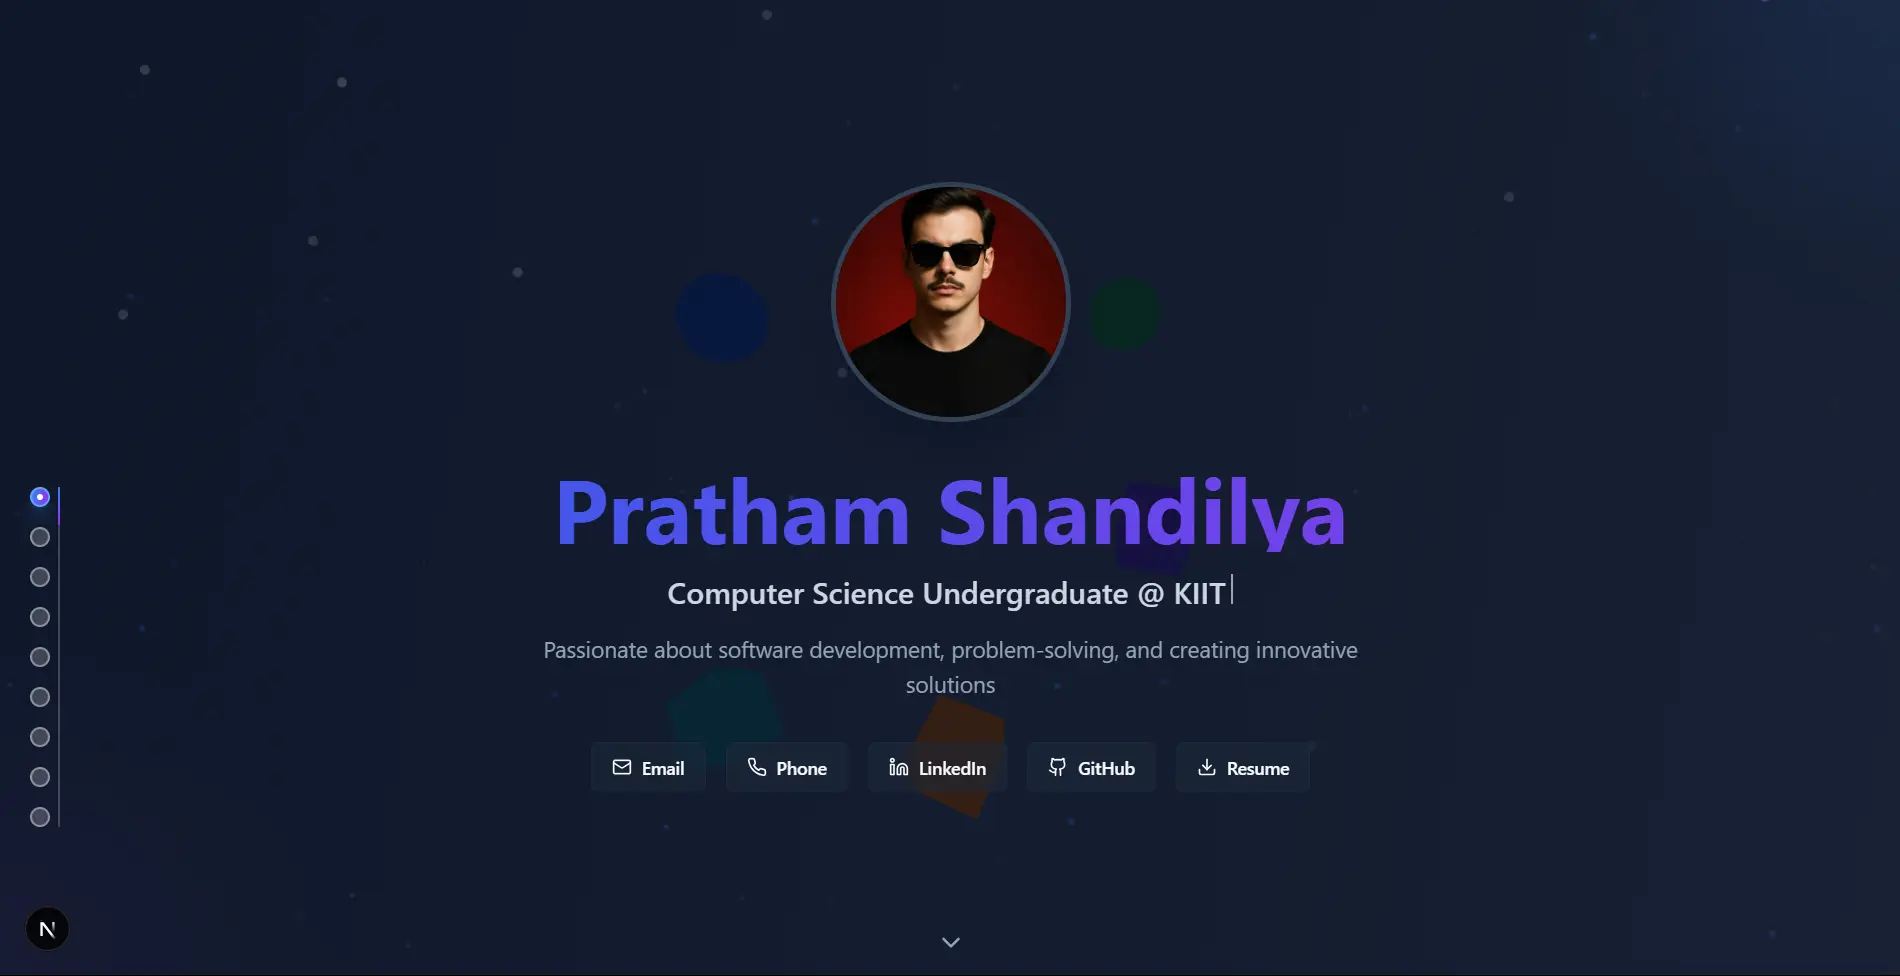 Pratham Shandilya
Computer Science Undergraduate @ KIIT
Passionate about software development, problem-solving, and creating innovative
solutions
Email Phone LinkedIn GitHub Resume
N